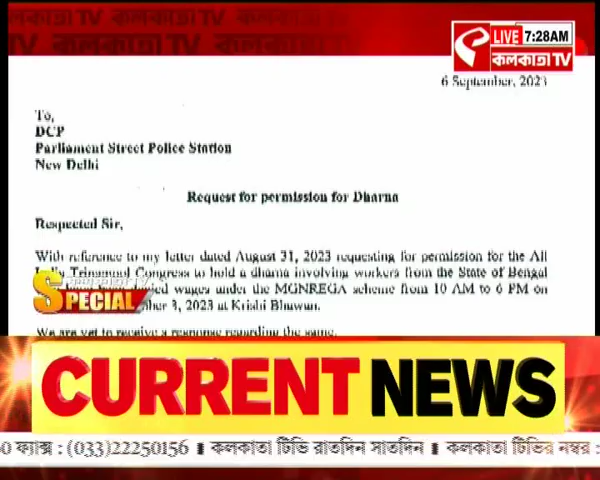 কলকাতা TV কলকাতা TV কলকাতা TV
LIVE 7:28AM
কলকাতা TV
6 September, 2023
To,
DCP
Parliament Street Police Station
New Delhi
Request for permission for Dharna
Respected Sir,
With reference to my letter dated August 31, 2023 requesting for permission for the All
India Trinamool Congress to hold a dharna involving workers from the State of Bengal
wages under the MGNREGA scheme from 10 AM to 6 PM on
3, 2023 at Krishi Bhawan.
We are yet to receive a response regarding the same.
SPECIAL
CURRENT NEWS
০ ফ্যাক্স : (033)22250156 ∎ কলকাতা টিভি রাতদিন সাতদিন ∎ কলকাতা টিভির নম্বর :